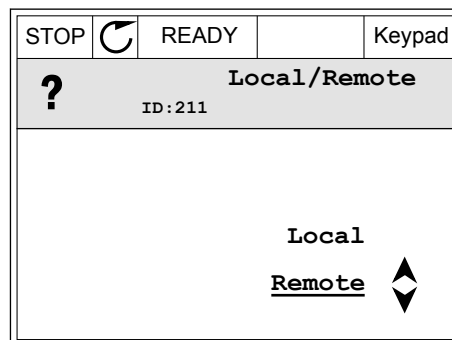 STOP READY Keypad
? Local/Remote
ID:211
Local
Remote